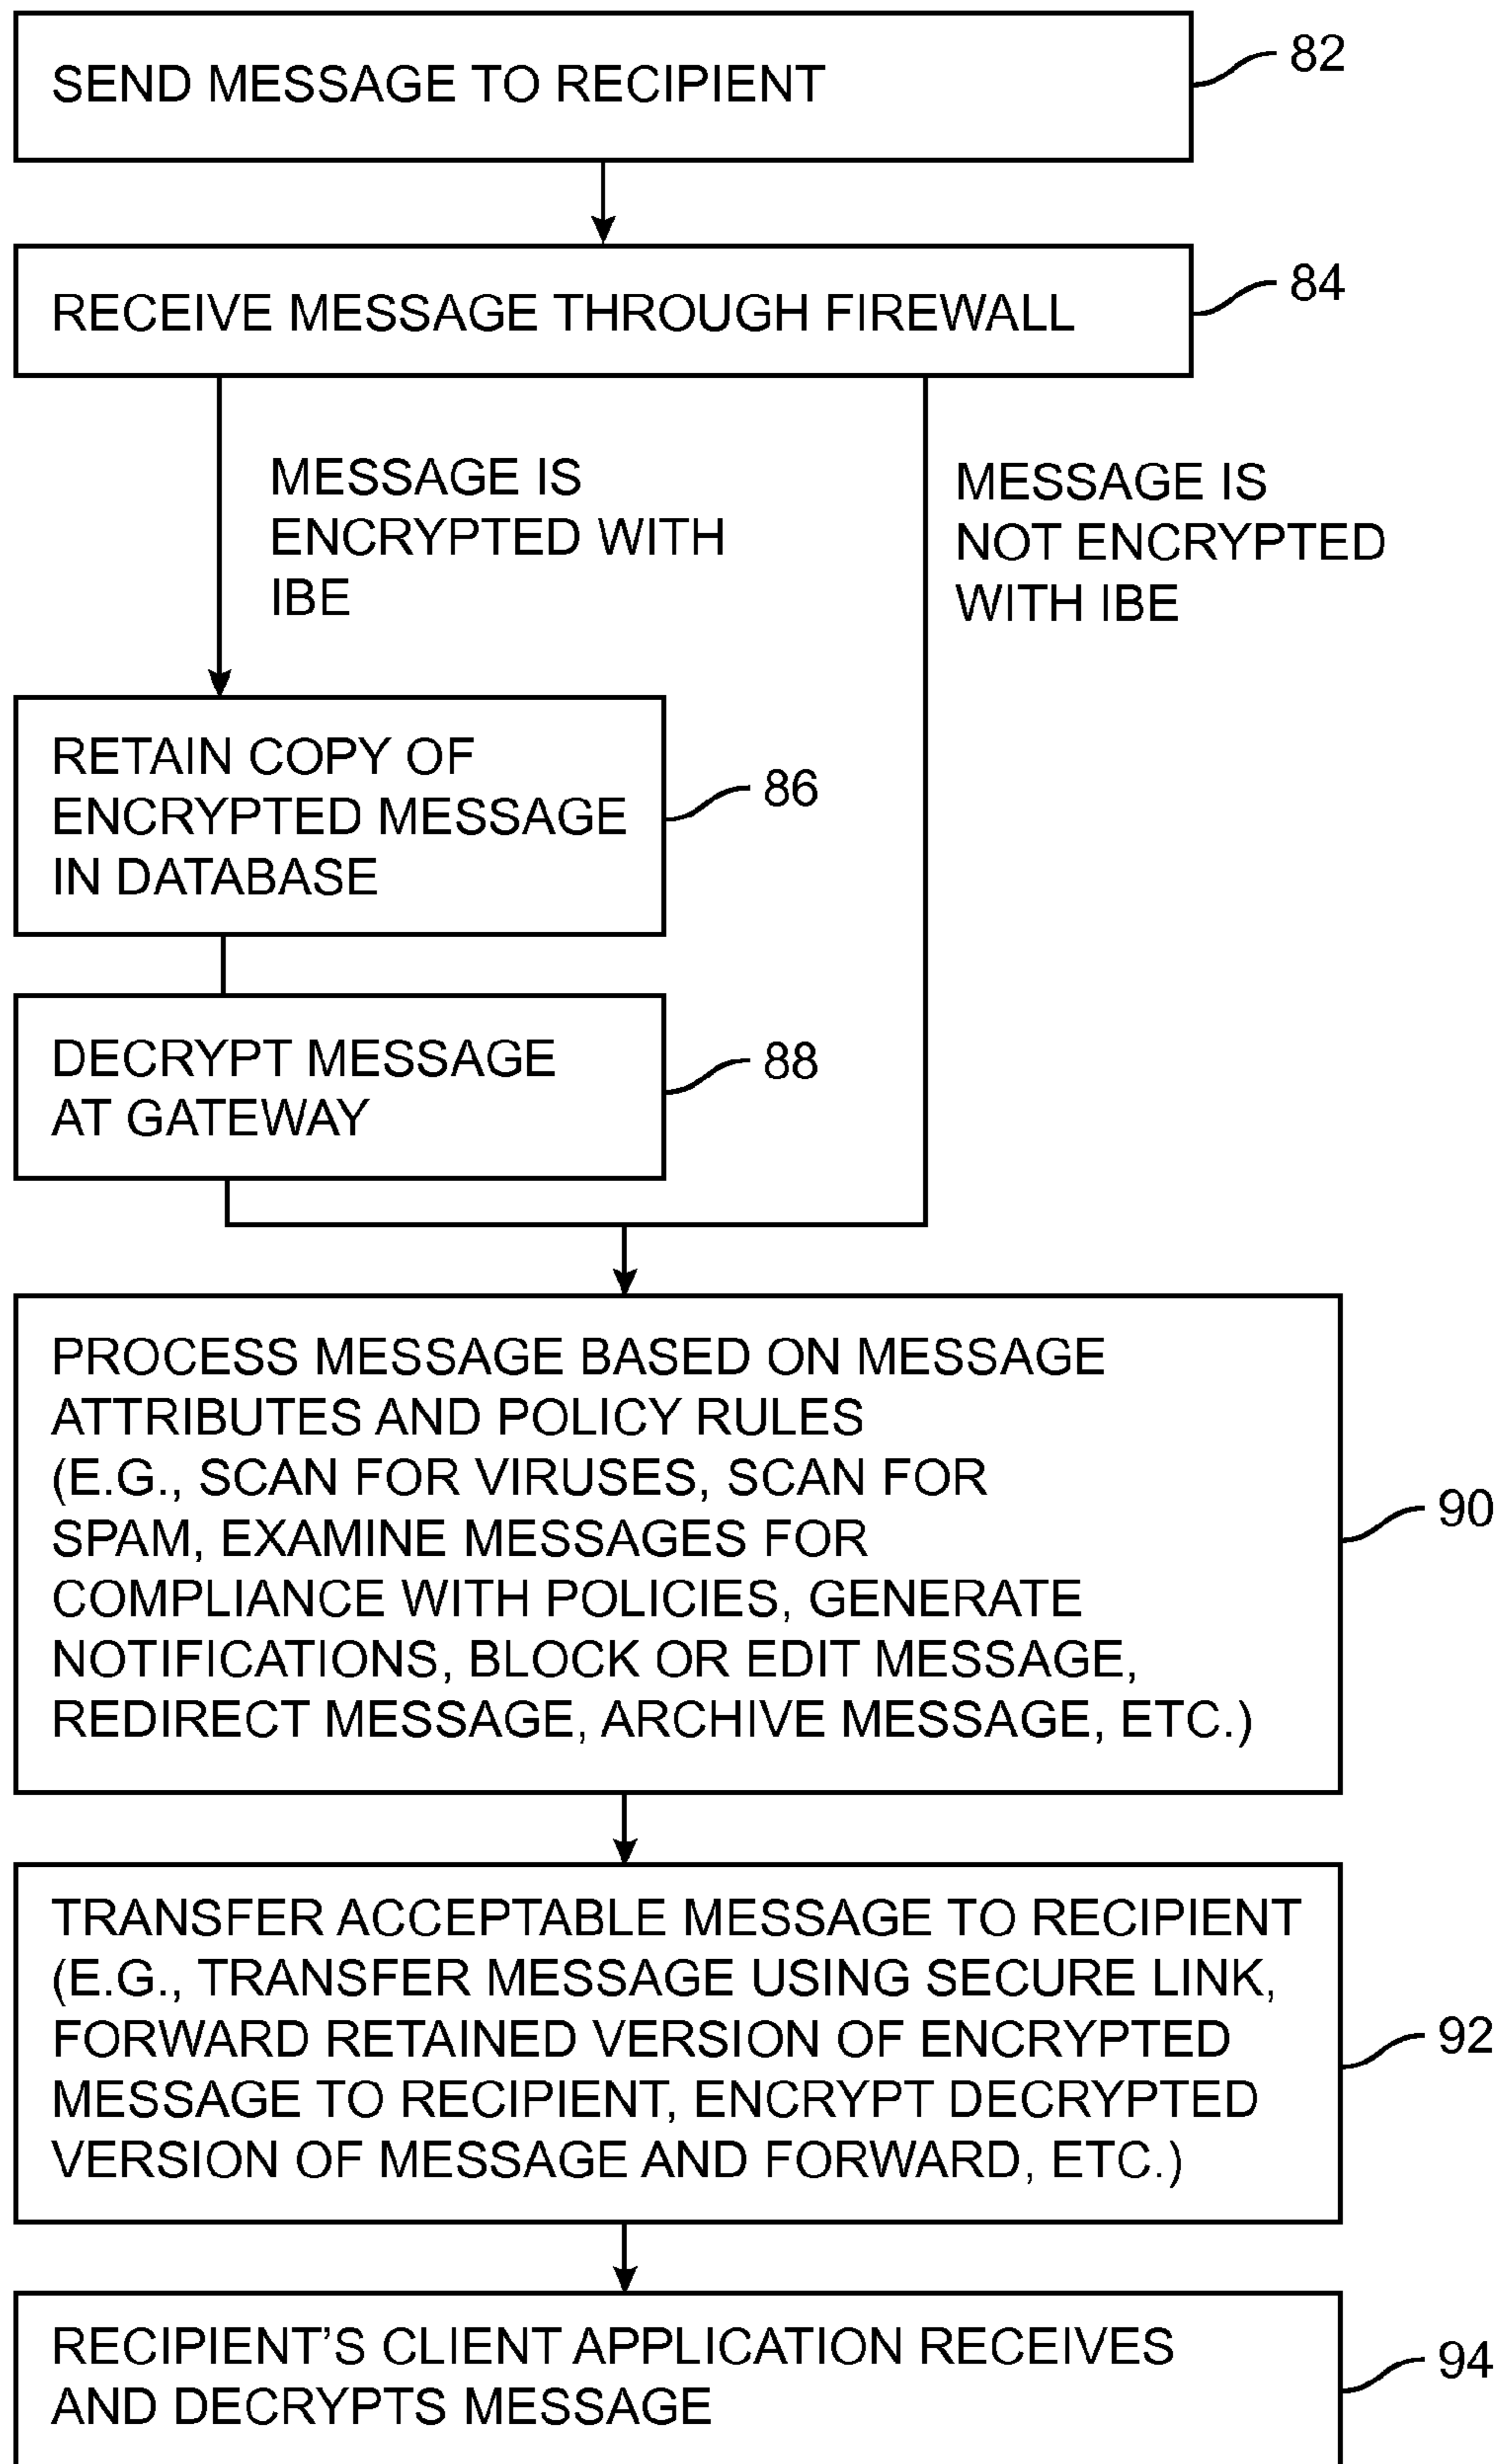 SEND MESSAGE TO RECIPIENT
82
RECEIVE MESSAGE THROUGH FIREWALL
84
MESSAGE IS
ENCRYPTED WITH
IBE
MESSAGE IS
NOT ENCRYPTED
WITH IBE
RETAIN COPY OF
ENCRYPTED MESSAGE
IN DATABASE
86
DECRYPT MESSAGE
AT GATEWAY
88
PROCESS MESSAGE BASED ON MESSAGE
ATTRIBUTES AND POLICY RULES
(E.G., SCAN FOR VIRUSES, SCAN FOR
SPAM, EXAMINE MESSAGES FOR
COMPLIANCE WITH POLICIES, GENERATE
NOTIFICATIONS, BLOCK OR EDIT MESSAGE,
REDIRECT MESSAGE, ARCHIVE MESSAGE, ETC.)
90
TRANSFER ACCEPTABLE MESSAGE TO RECIPIENT
(E.G., TRANSFER MESSAGE USING SECURE LINK,
FORWARD RETAINED VERSION OF ENCRYPTED
MESSAGE TO RECIPIENT, ENCRYPT DECRYPTED
VERSION OF MESSAGE AND FORWARD, ETC.)
92
RECIPIENT’S CLIENT APPLICATION RECEIVES
AND DECRYPTS MESSAGE
94